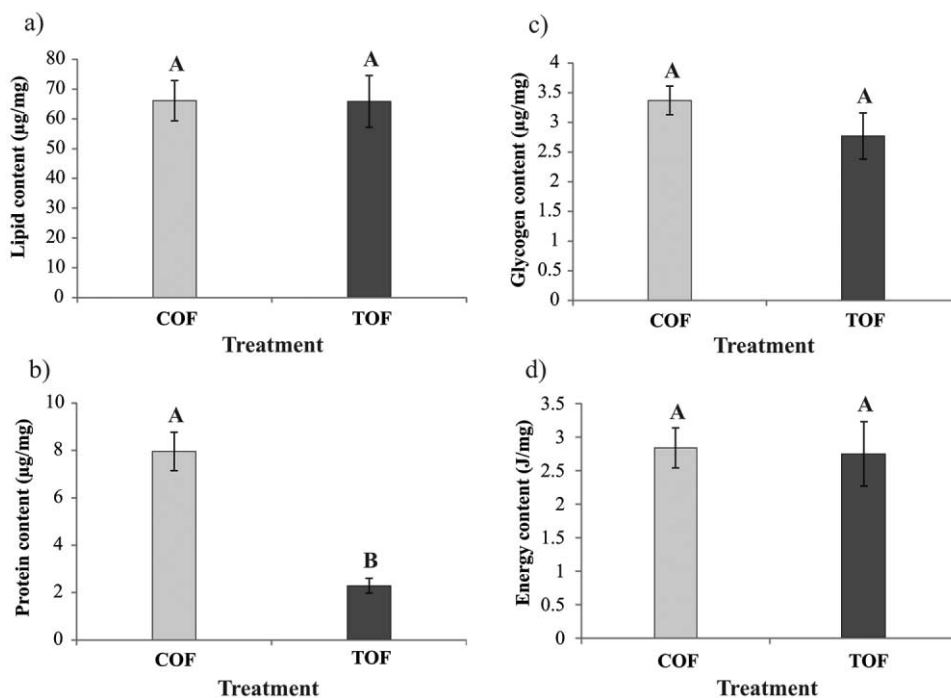 a)
A
A
80
70
60
50
40
30
20
10
0
Lipid content (µg/mg)
COF
TOF
Treatment
b)
A
B
10
8
6
4
2
0
Protein content (µg/mg)
COF
TOF
Treatment
c)
A
A
4
3.5
3
2.5
2
1.5
1
0.5
0
Glycogen content (µg/mg)
COF
TOF
Treatment
d)
A
A
3.5
3
2.5
2
1.5
1
0.5
0
Energy content (J/mg)
COF
TOF
Treatment